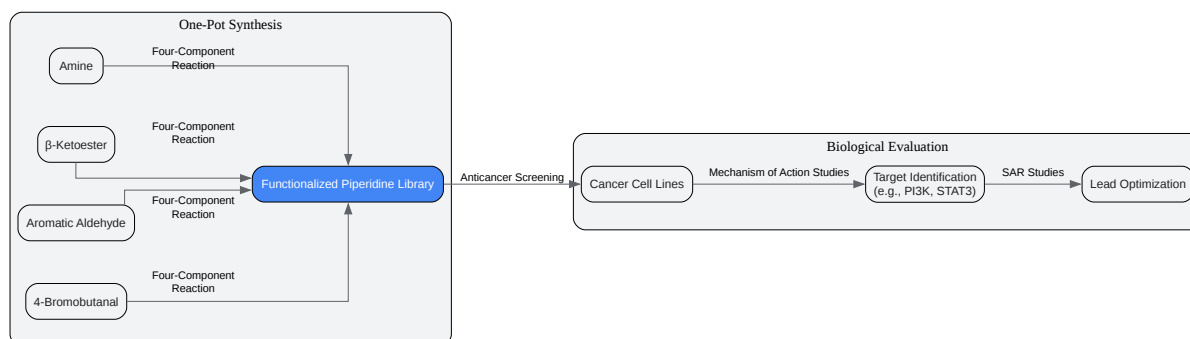 One-Pot Synthesis
Four-Component
Reaction
Amine
Four-Component
Reaction
β-Ketoester
Functionalized Piperidine Library
Four-Component
Reaction
Aromatic Aldehyde
Four-Component
Reaction
4-Bromobutanal
Anticancer Screening
Biological Evaluation
Cancer Cell Lines
Mechanism of Action Studies
Target Identification
(e.g., PI3K, STAT3)
SAR Studies
Lead Optimization